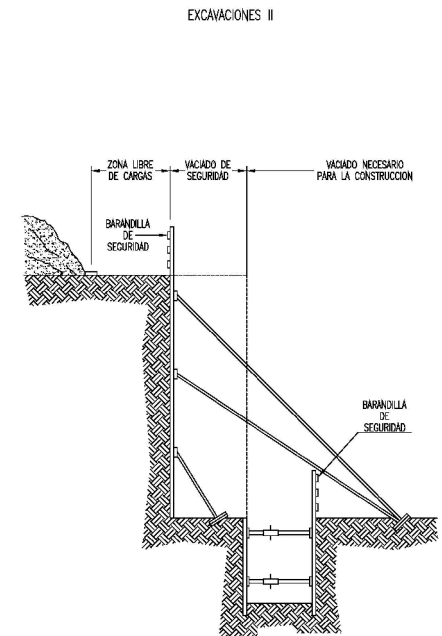 EXCAVACIONES II
ZONA LIBRE
DE CARGAS
VACIADO DE
SEGURIDAD
VACIADO NECESARIO
PARA LA CONSTRUCCION
BARANDILLA
DE
SEGURIDAD
BARANDILLA
DE
SEGURIDAD